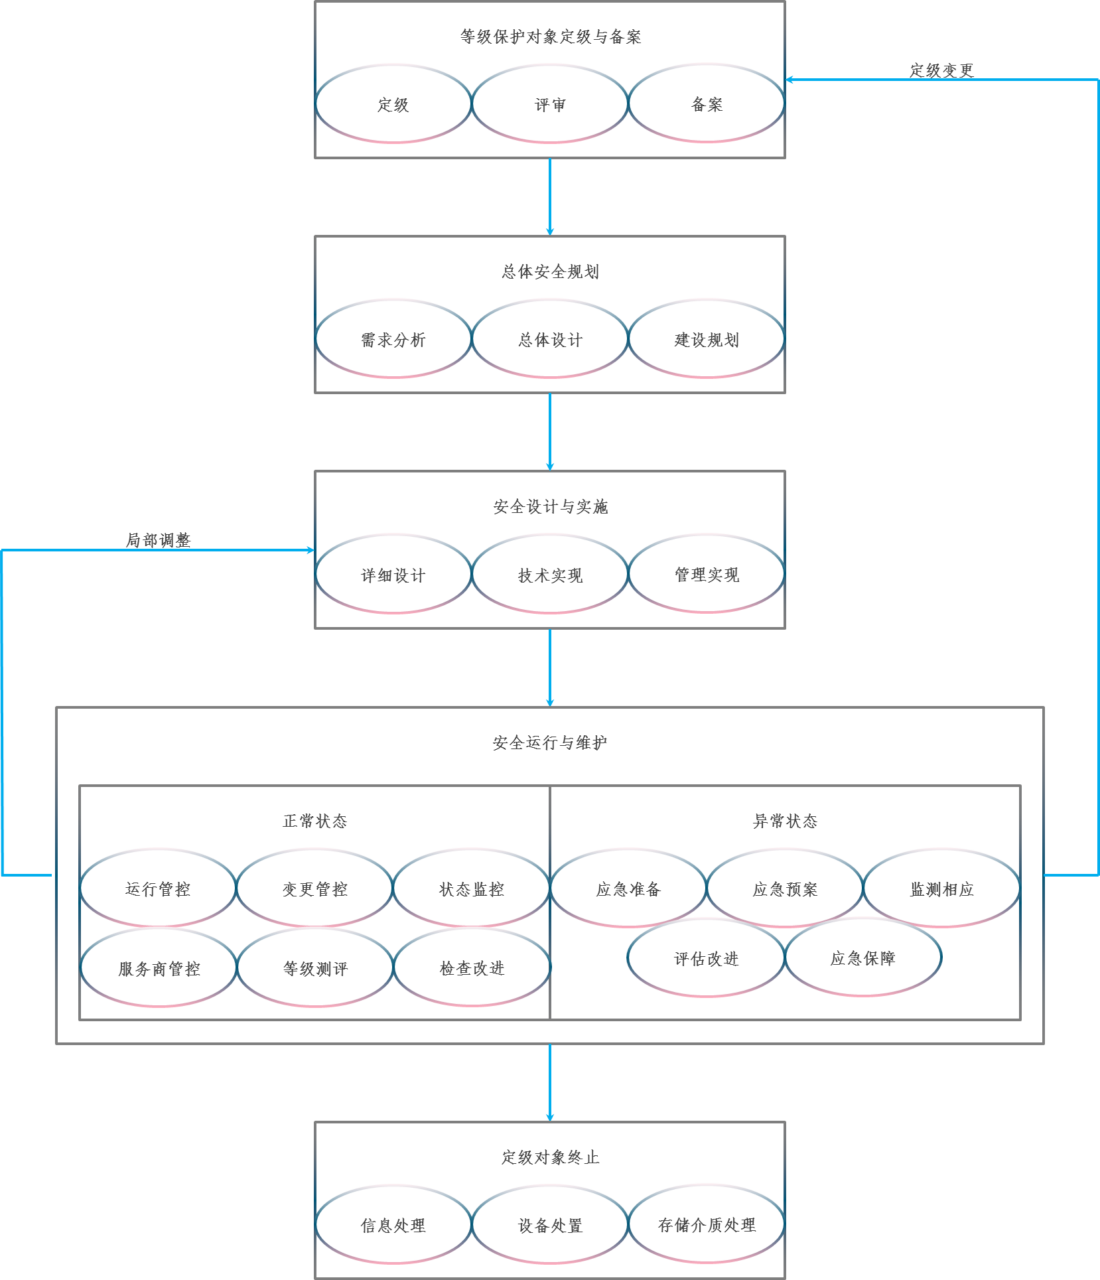 等级保护对象定级与备案
定级 评审 备案
定级变更
总体安全规划
需求分析 总体设计 建设规划
安全设计与实施
局部调整
详细设计 技术实现 管理实现
安全运行与维护
正常状态 异常状态
运行管控 变更管控 状态监控 应急准备 应急预案 监测相应
服务商管控 等级测评 检查改进 评估改进 应急保障
定级对象终止
信息处理 设备处置 存储介质处理